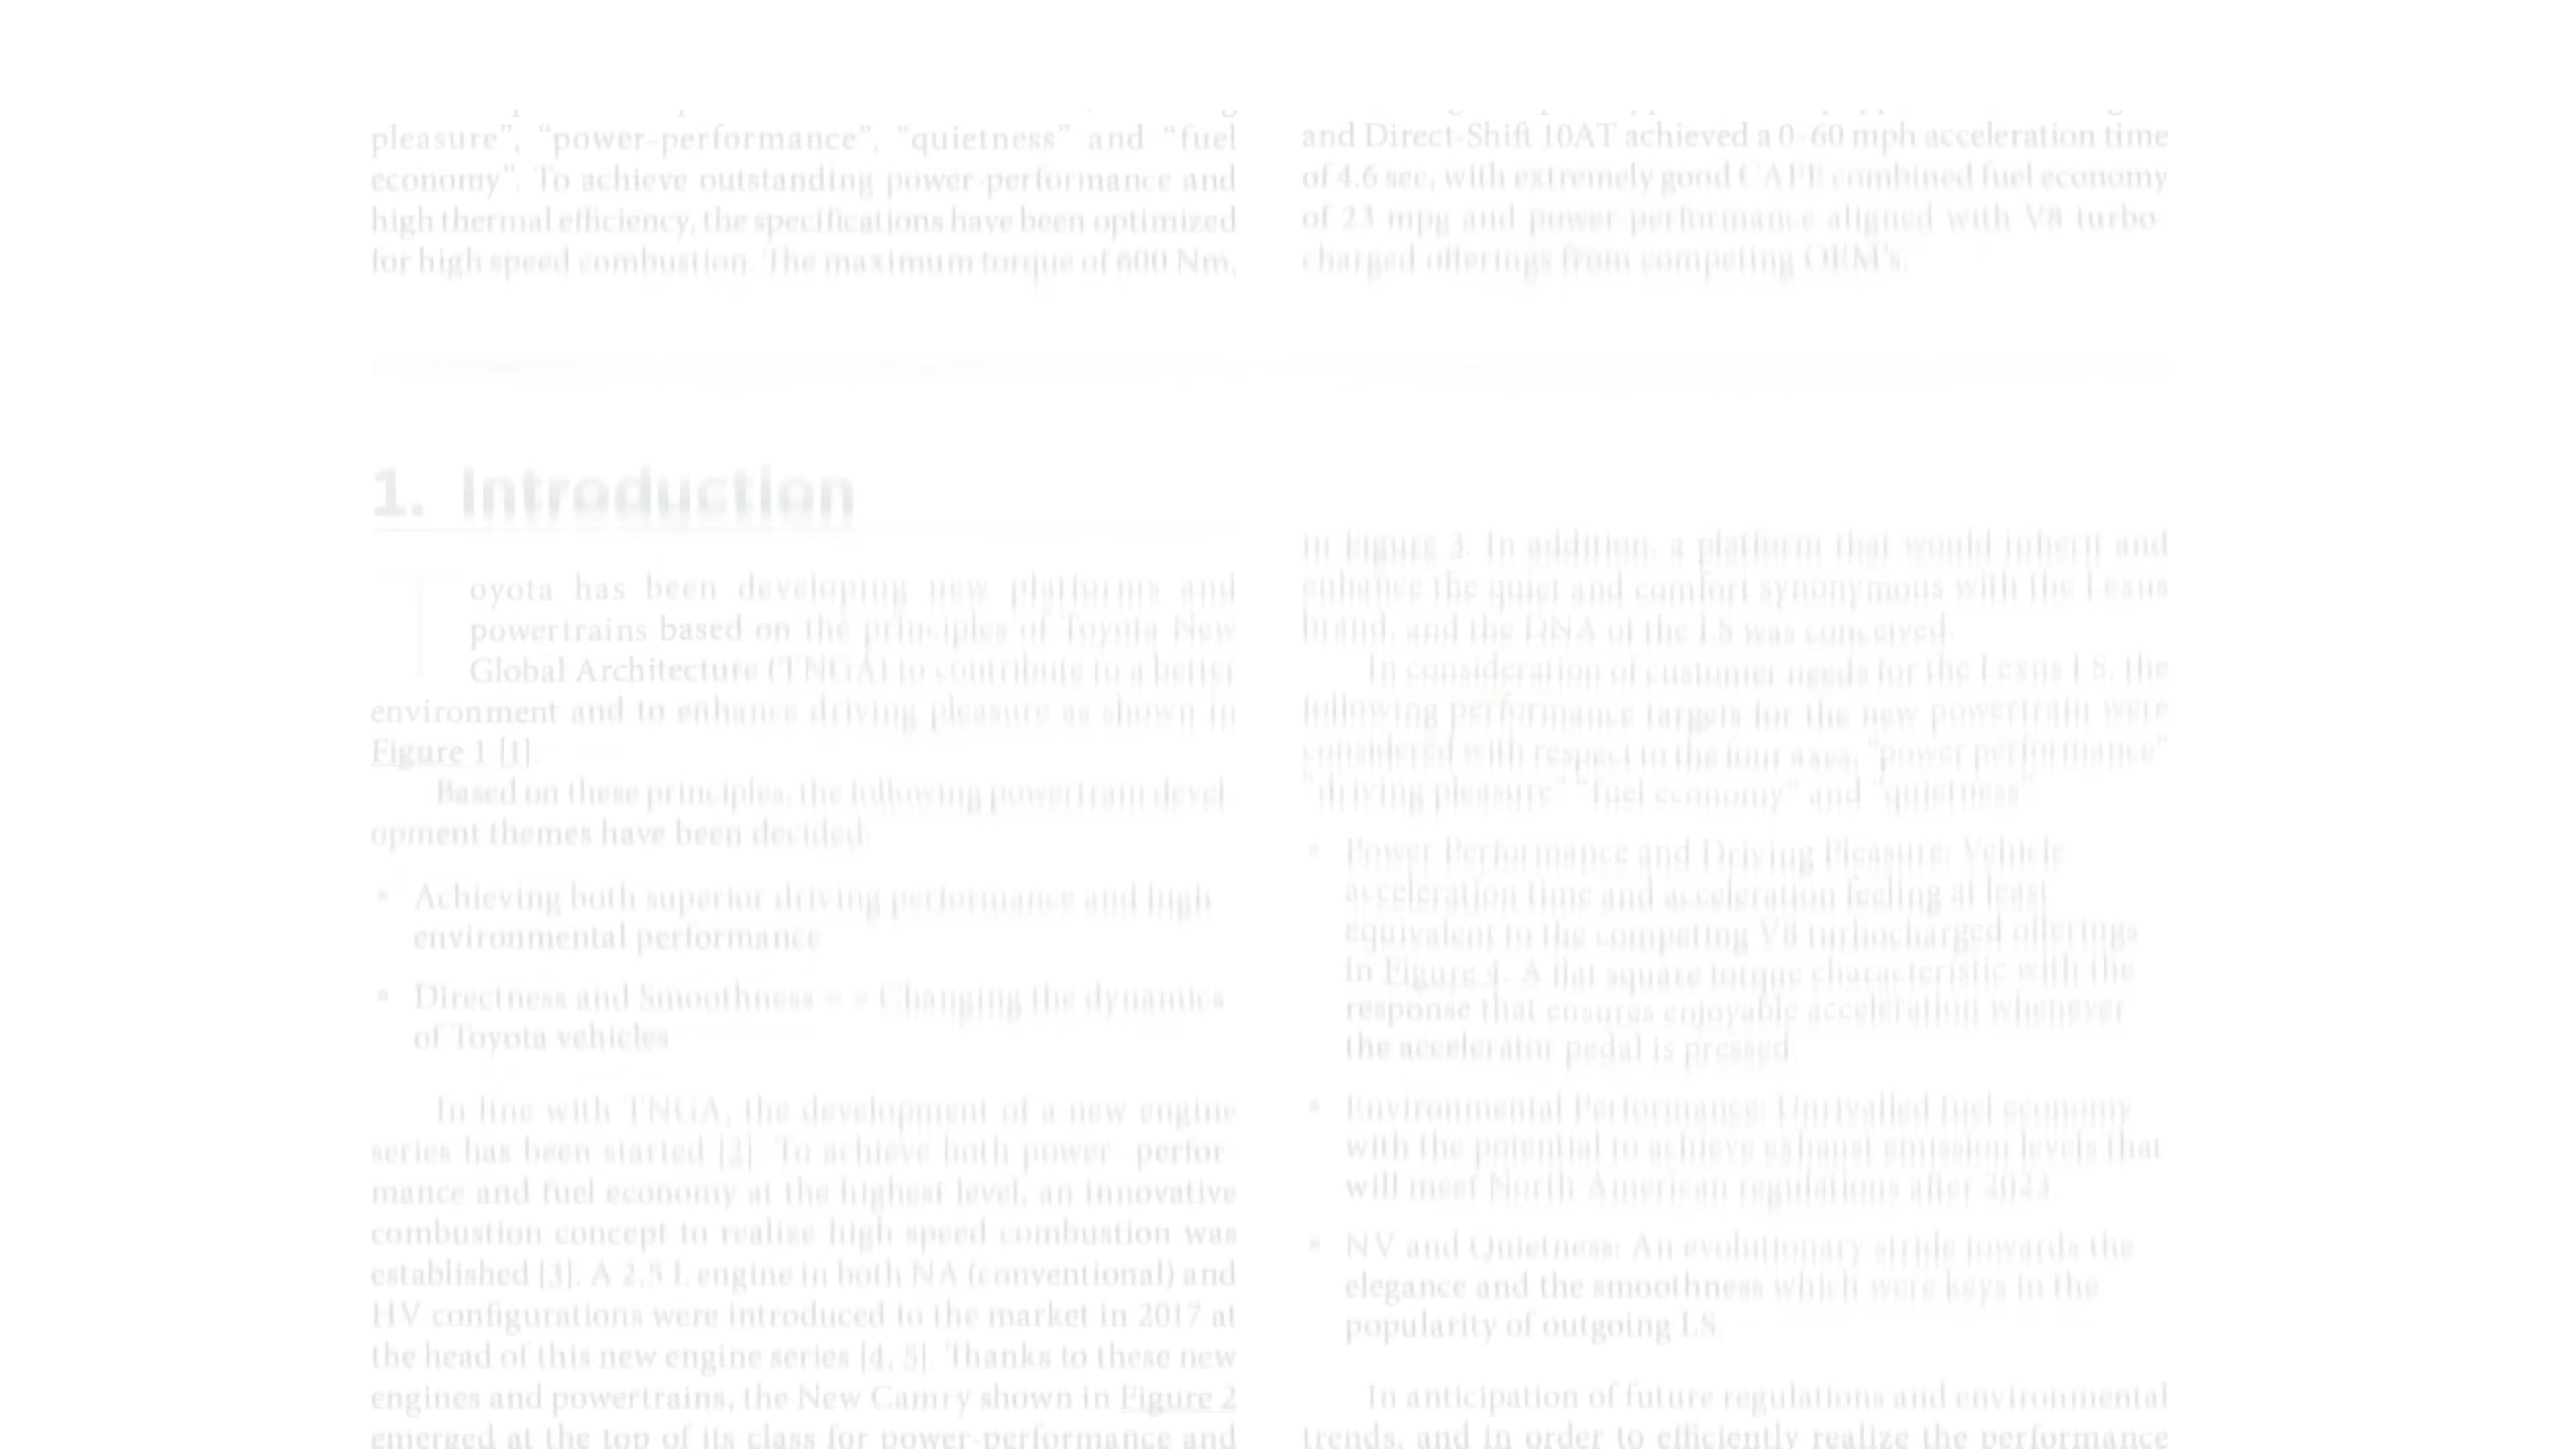 pleasure”, “power-performance”, “quietness” and “fuel
economy”. To achieve outstanding power-performance and
high thermal efficiency, the specifications have been optimized
for high speed combustion. The maximum torque of 600 Nm,
and Direct-Shift 10AT achieved a 0-60 mph acceleration time
of 4.6 sec, with extremely good CAFE combined fuel economy
of 23 mpg and power performance aligned with V8 turbo-
charged offerings from competing OEM’s.
1. Introduction
Toyota has been developing new platforms and
powertrains based on the principles of Toyota New
Global Architecture (TNGA) to contribute to a better
environment and to enhance driving pleasure as shown in
Figure 1 [1].
Based on these principles, the following powertrain devel
opment themes have been decided:
• Achieving both superior driving performance and high
environmental performance
• Directness and Smoothness = > Changing the dynamics
of Toyota vehicles
In line with TNGA, the development of a new engine
series has been started [2]. To achieve both power- perfor-
mance and fuel economy at the highest level, an innovative
combustion concept to realize high speed combustion was
established [3]. A 2.5 L engine in both NA (conventional) and
HV configurations were introduced to the market in 2017 at
the head of this new engine series [4, 5]. Thanks to these new
engines and powertrains, the New Camry shown in Figure 2
emerged at the top of its class for power-performance and
in Figure 3. In addition, a platform that would inherit and
enhance the quiet and comfort synonymous with the Lexus
brand, and the DNA of the LS was conceived.
In consideration of customer needs for the Lexus LS, the
following performance targets for the new powertrain were
considered with respect to the four axes, “power performance”
“driving pleasure” “fuel economy” and “quietness”
• Power Performance and Driving Pleasure: Vehicle
acceleration time and acceleration feeling at least
equivalent to the competing V8 turbocharged offerings
in Figure 4. A flat square torque characteristic with the
response that ensures enjoyable acceleration whenever
the accelerator pedal is pressed.
• Environmental Performance: Unrivalled fuel economy
with the potential to achieve exhaust emission levels that
will meet North American regulations after 2023.
• NV and Quietness: An evolutionary stride towards the
elegance and the smoothness which were keys in the
popularity of outgoing LS.
In anticipation of future regulations and environmental
trends, and in order to efficiently realize the performance